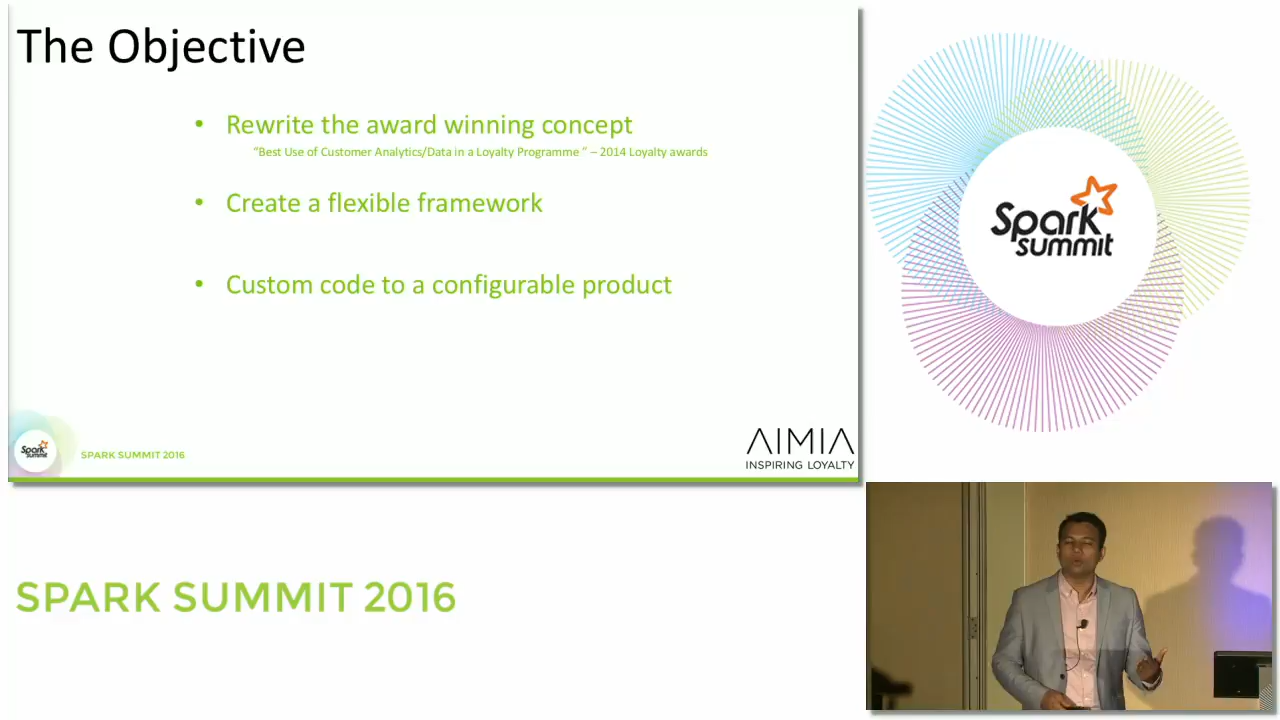 The Objective
• Rewrite the award winning concept
"Best Use of Customer Analytics/Data in a Loyalty Programme " – 2014 Loyalty awards
• Create a flexible framework
• Custom code to a configurable product
Spark summit
SPARK SUMMIT 2016
AIMIA
INSPIRING LOYALTY
Spark
summit
SPARK SUMMIT 2016